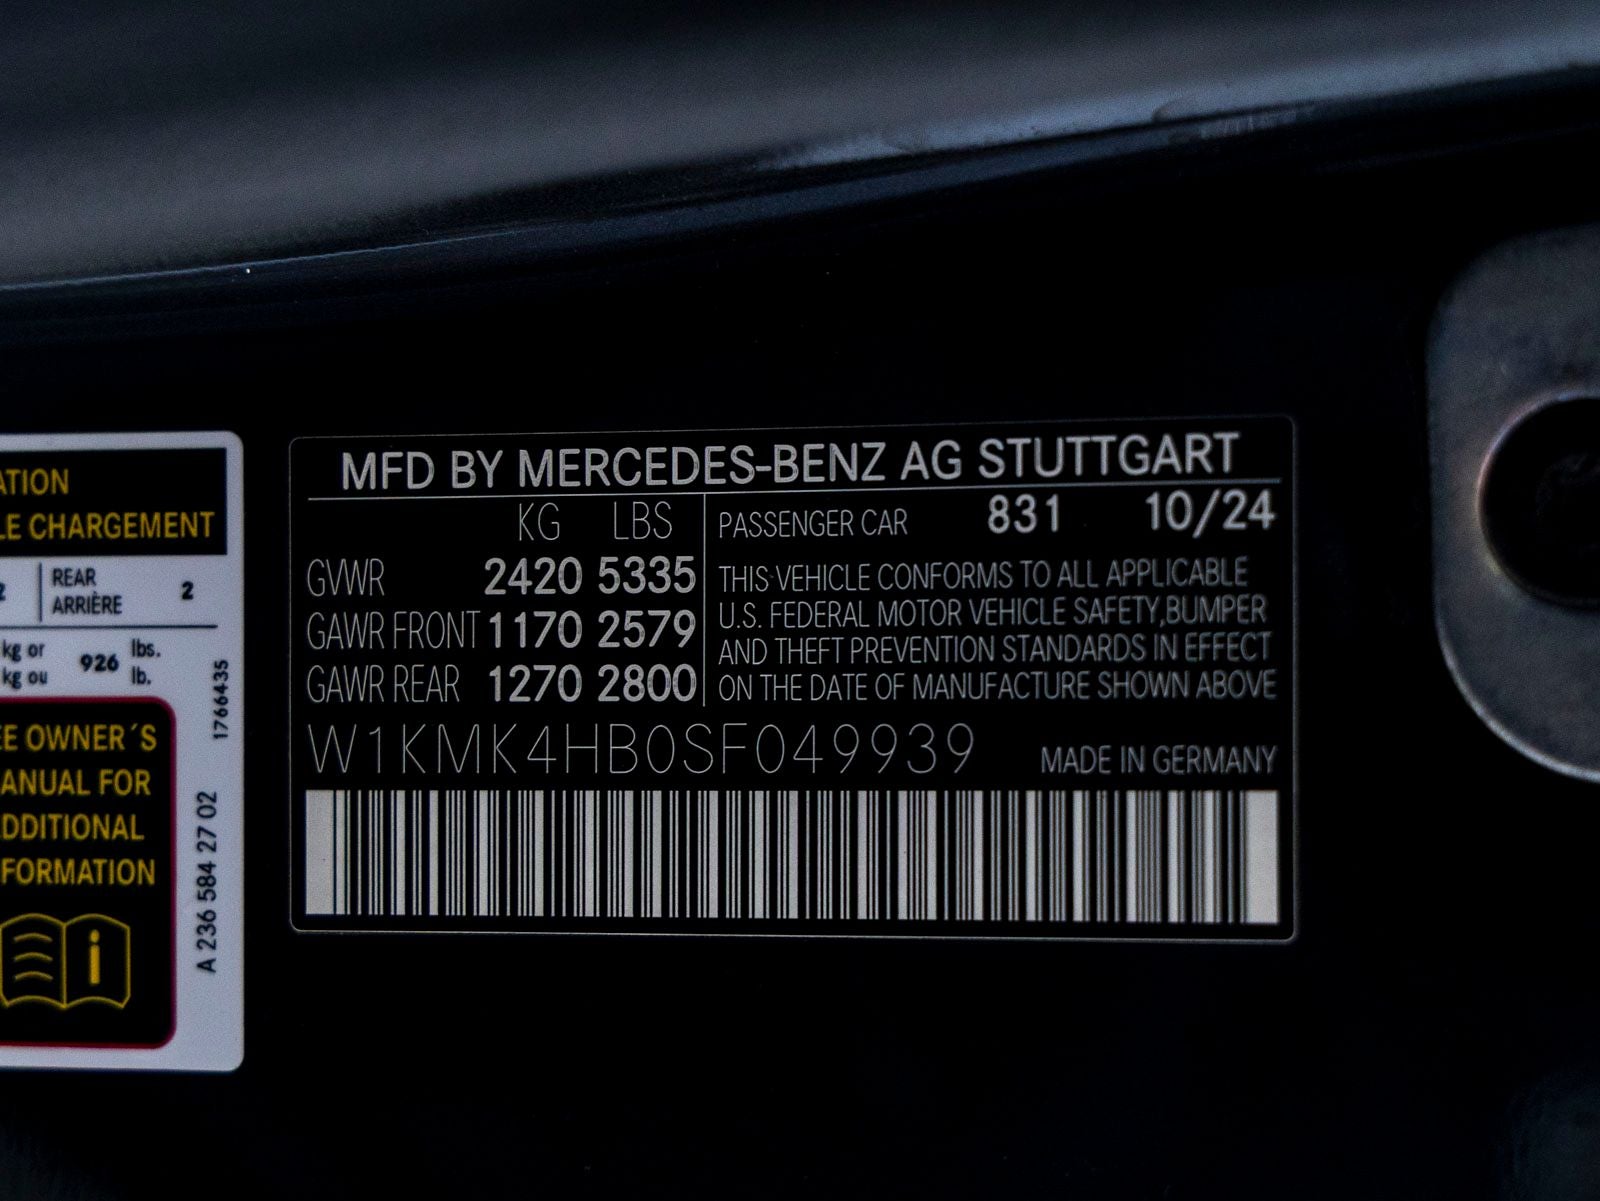 ATION
LE CHARGEMENT
2 REAR 2
ARRIÈRE
kg or 926 lbs.
kg ou lb.
1766435
EE OWNER´S
ANUAL FOR
DDITIONAL
FORMATION
i
A 236 584 27 02
MFD BY MERCEDES-BENZ AG STUTTGART
KG LBS
GVWR 2420 5335
GAWR FRONT 1170 2579
GAWR REAR 1270 2800
PASSENGER CAR 831 10/24
THIS VEHICLE CONFORMS TO ALL APPLICABLE
U.S. FEDERAL MOTOR VEHICLE SAFETY,BUMPER
AND THEFT PREVENTION STANDARDS IN EFFECT
ON THE DATE OF MANUFACTURE SHOWN ABOVE
W1KMK4HB0SF049939 MADE IN GERMANY